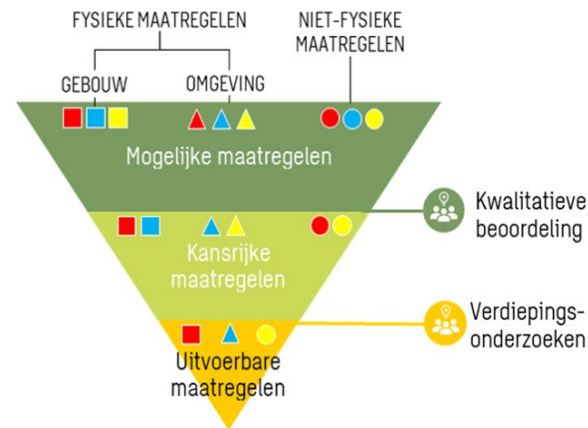 FYSIEKE MAATREGELEN
NIET-FYSIEKE
MAATREGELEN
GEBOUW
OMGEVING
Mogelijke maatregelen
Kwalitatieve
beoordeling
Kansrijke
maatregelen
Verdiepings-
onderzoeken
Uitvoerbare
maatregelen